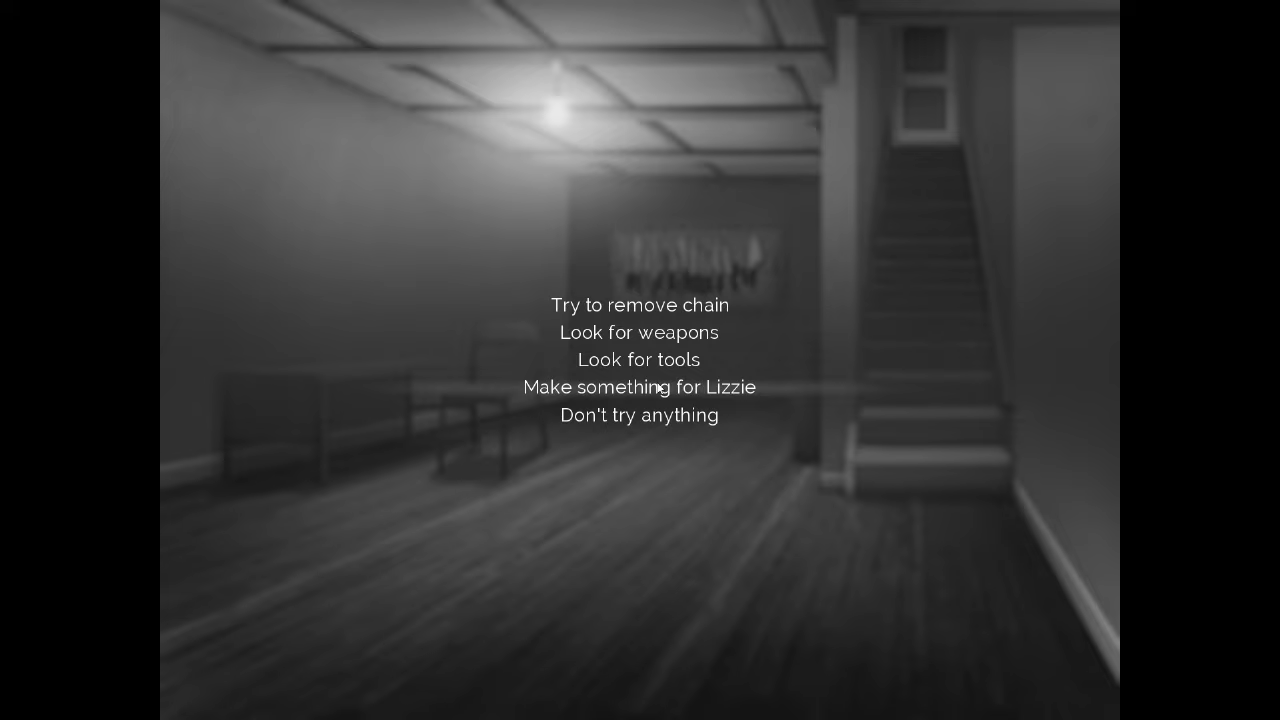 Try to remove chain
Look for weapons
Look for tools
Make something for Lizzie
Don't try anything